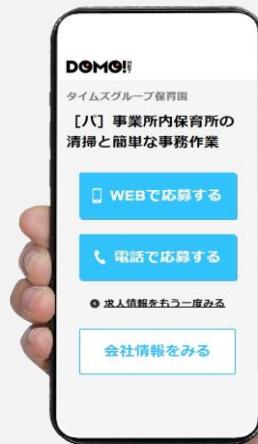 DOMO!NET
タイムズグループ保育園
［パ］事業所内保育所の
清掃と簡単な事務作業
WEBで応募する
電話で応募する
求人情報をもう一度みる
会社情報をみる